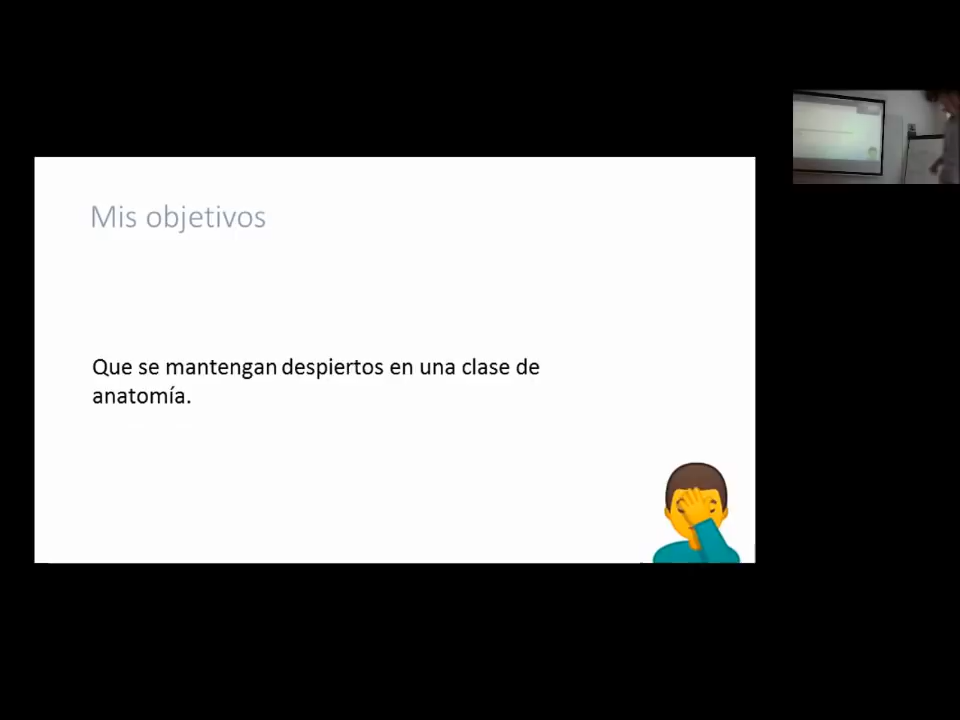 Mis objetivos
Que se mantengan despiertos en una clase de
anatomía.